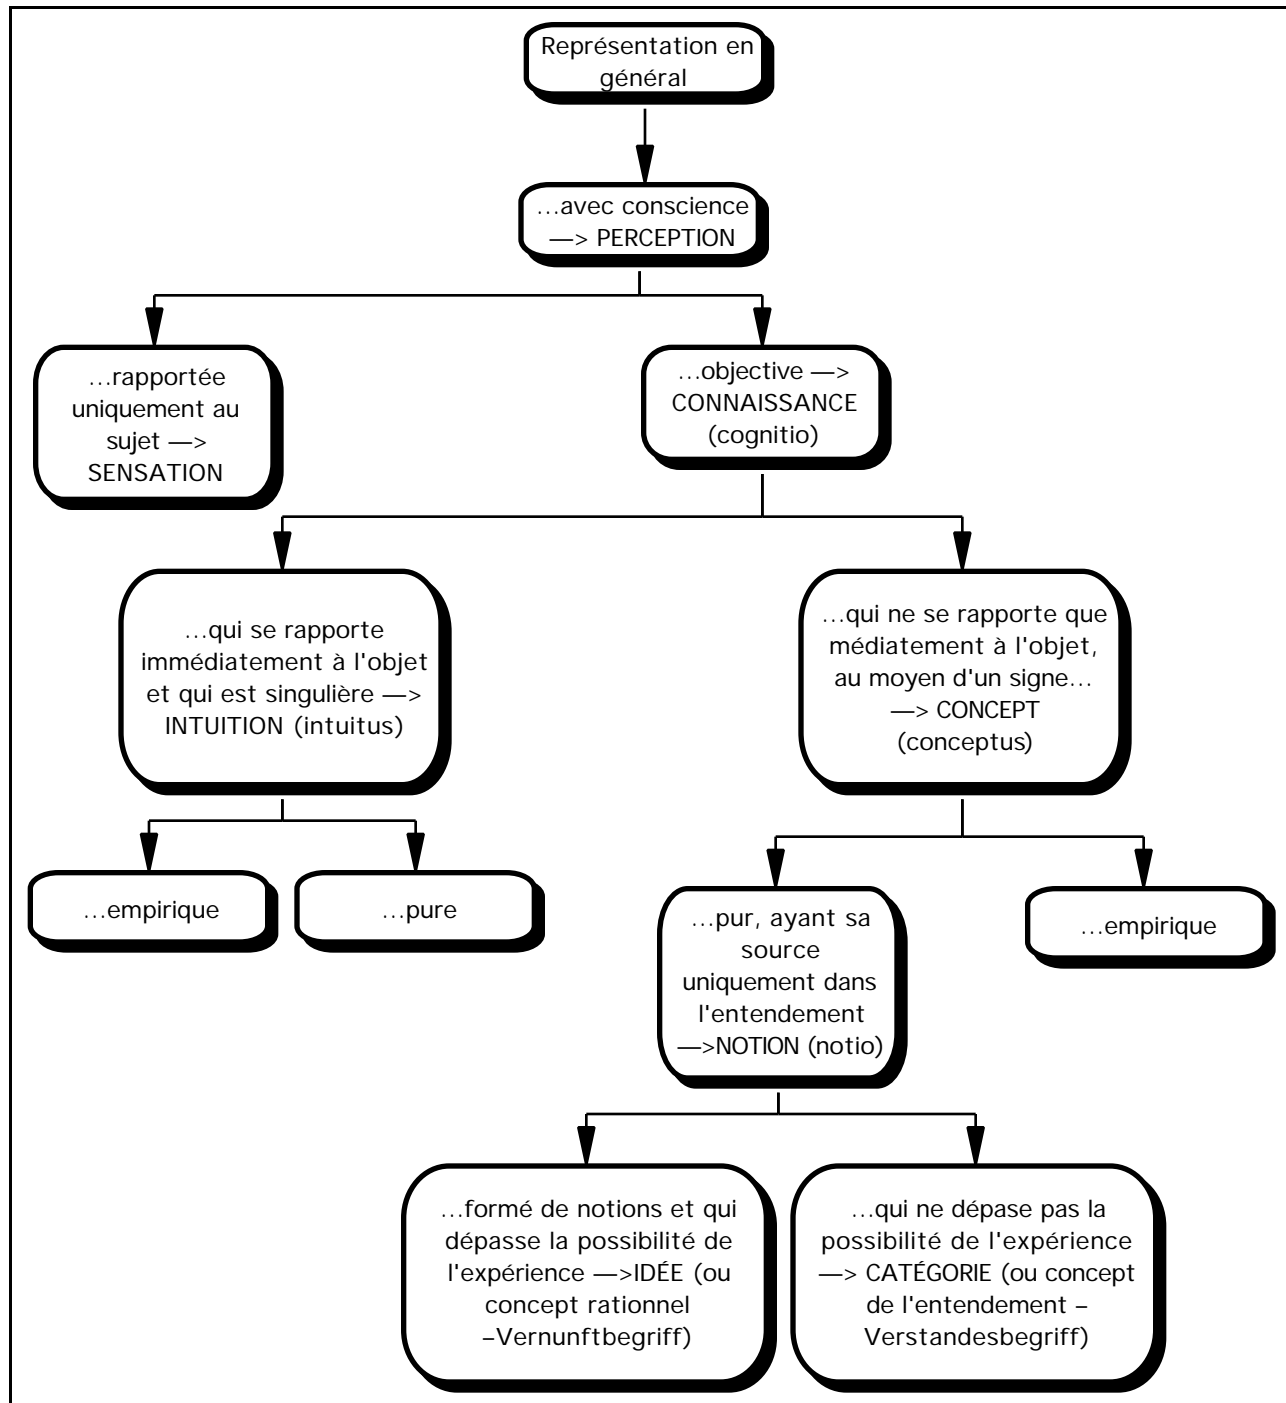 Représentation en
général
…avec conscience
—> PERCEPTION
…rapportée
uniquement au
sujet —>
SENSATION
…objective —>
CONNAISSANCE
(cognitio)
…qui se rapporte
immédiatement à l'objet
et qui est singulière —>
INTUITION (intuitus)
…qui ne se rapporte que
médiatement à l'objet,
au moyen d'un signe…
—> CONCEPT
(conceptus)
…empirique
…pure
…pur, ayant sa
source
uniquement dans
l'entendement
—>NOTION (notio)
…empirique
…formé de notions et qui
dépasse la possibilité de
l'expérience —>IDÉE (ou
concept rationnel
–Vernunftbegriff)
…qui ne dépase pas la
possibilité de l'expérience
—> CATÉGORIE (ou concept
de l'entendement –
Verstandesbegriff)